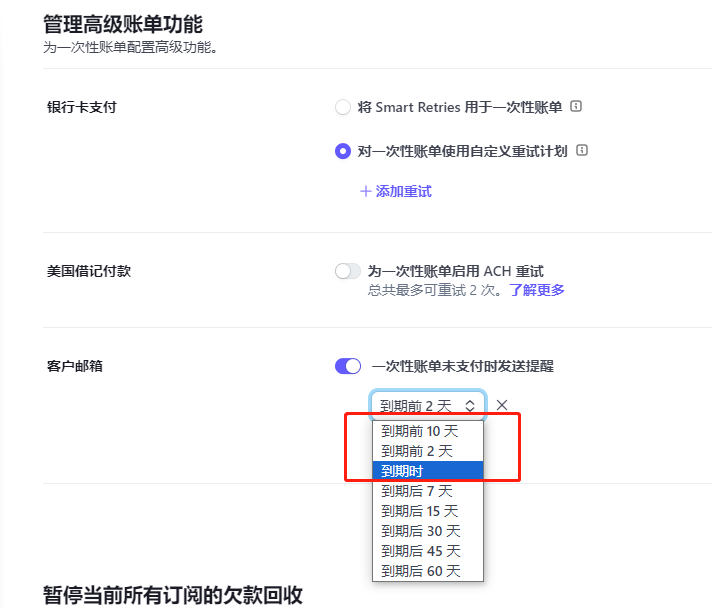 管理高级账单功能
为一次性账单配置高级功能。
银行卡支付
将 Smart Retries 用于一次性账单
对一次性账单使用自定义重试计划
添加重试
美国借记付款
为一次性账单启用 ACH 重试
总共最多可重试 2 次。了解更多
客户邮箱
一次性账单未支付时发送提醒
到期前 2 天
到期前 10 天
到期前 2 天
到期时
到期后 7 天
到期后 15 天
到期后 30 天
到期后 45 天
到期后 60 天
暂停当前所有订阅的欠款回收